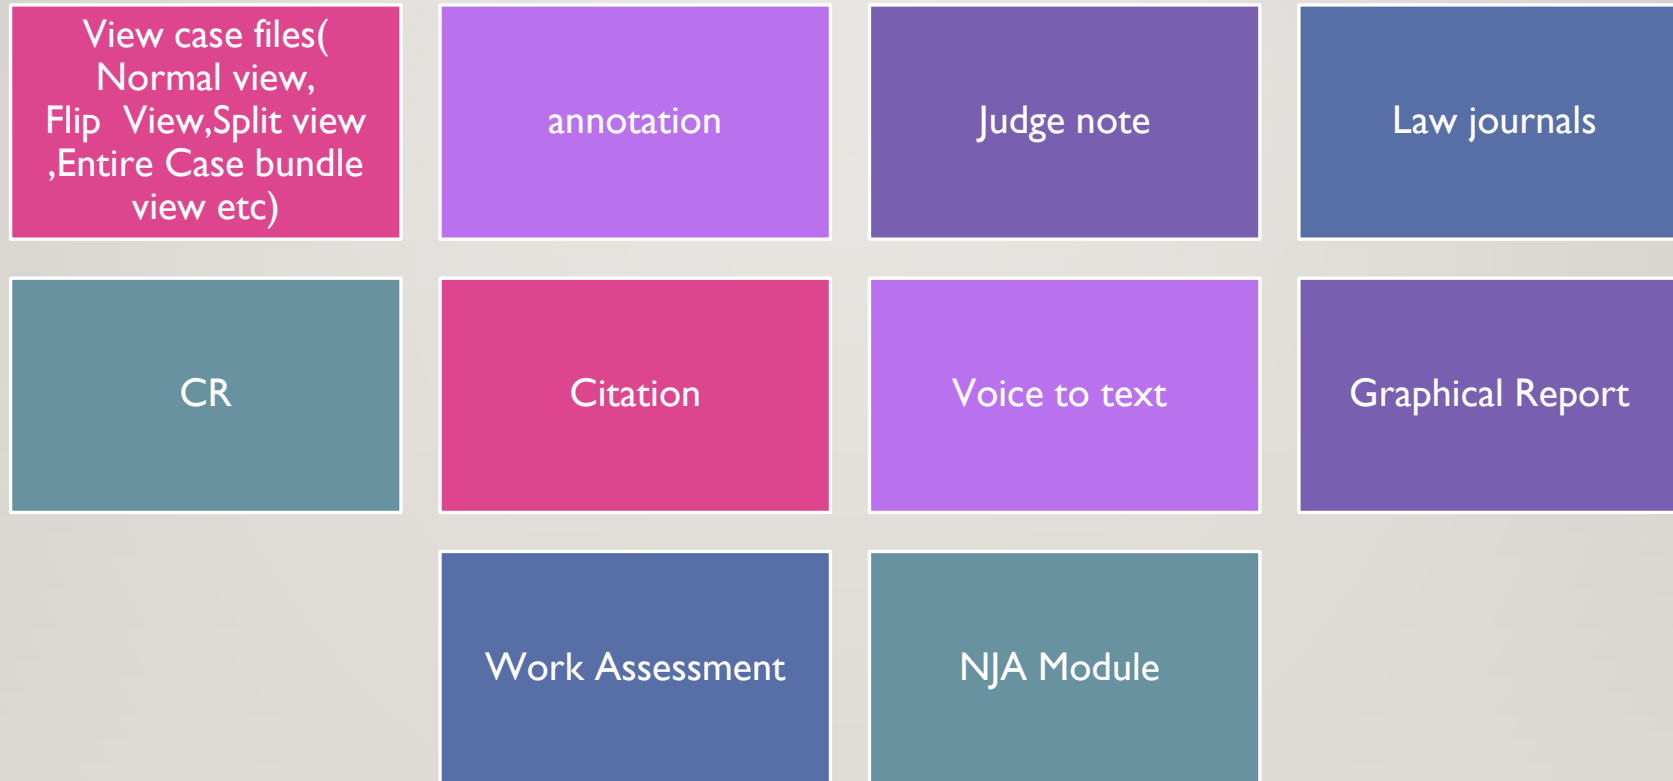 View case files(
Normal view,
Flip View,Split view
,Entire Case bundle
view etc)
annotation
Judge note
Law journals
CR
Citation
Voice to text
Graphical Report
Work Assessment
NJA Module